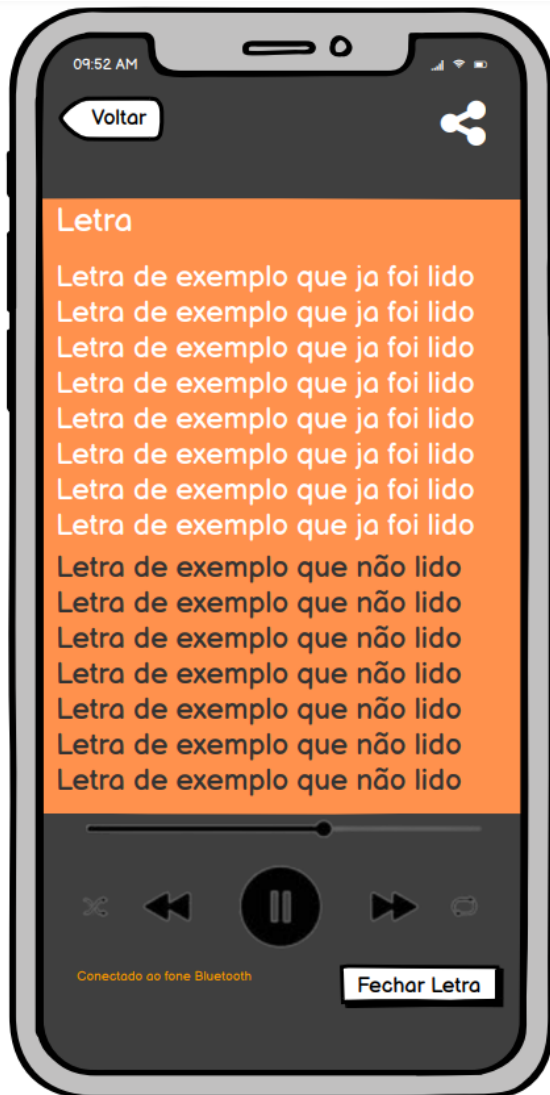 09:52 AM
Voltar
Letra
Letra de exemplo que ja foi lido
Letra de exemplo que ja foi lido
Letra de exemplo que ja foi lido
Letra de exemplo que ja foi lido
Letra de exemplo que ja foi lido
Letra de exemplo que ja foi lido
Letra de exemplo que ja foi lido
Letra de exemplo que ja foi lido
Letra de exemplo que não lido
Letra de exemplo que não lido
Letra de exemplo que não lido
Letra de exemplo que não lido
Letra de exemplo que não lido
Letra de exemplo que não lido
Letra de exemplo que não lido
Conectado ao fone Bluetooth
Fechar Letra